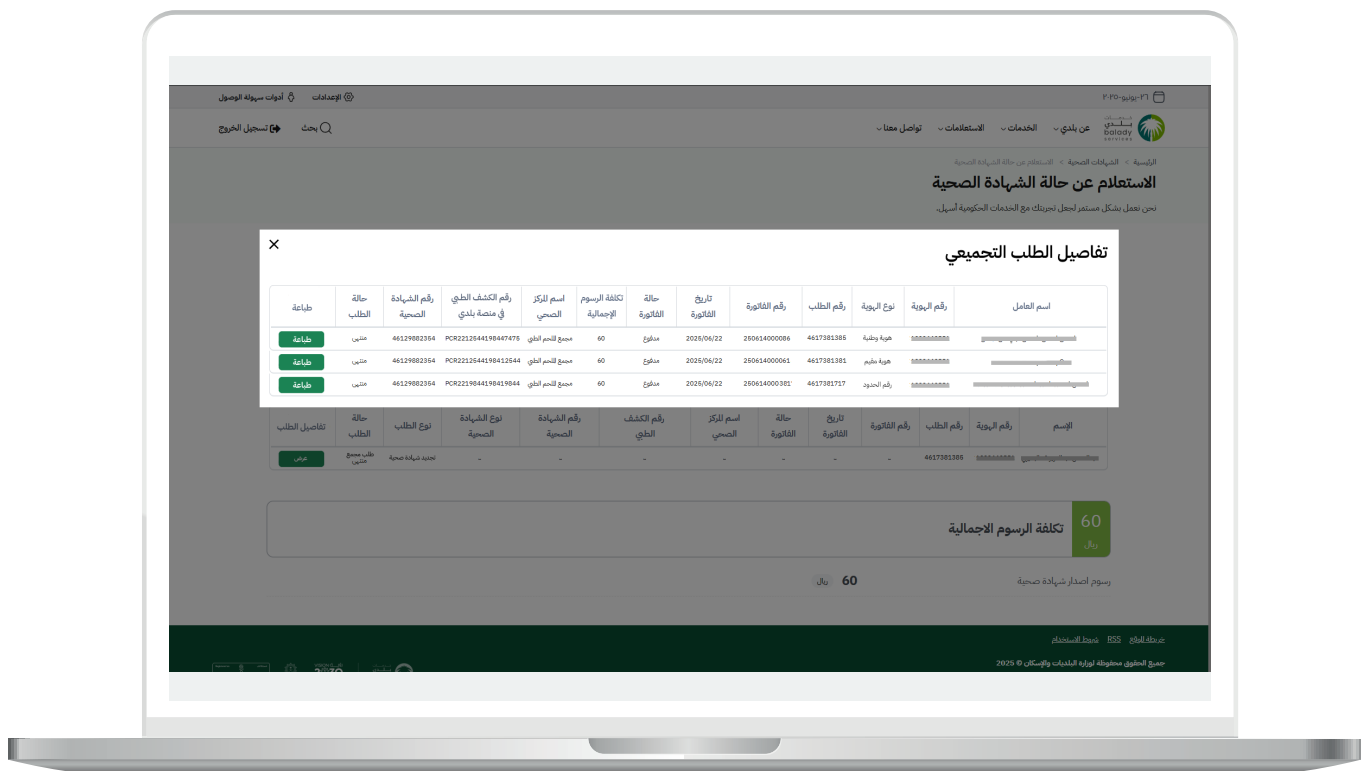 ٢٦-يونيو-٢٠٢٥
الإعدادات أدوات سهولة الوصول
بلدي
balady
عن بلدي الخدمات الاستعلامات تواصل معنا
بحث تسجيل الخروج
الرئيسية > الشهادات الصحية > الاستعلام عن حالة الشهادة الصحية
الاستعلام عن حالة الشهادة الصحية
نحن نعمل بشكل مستمر لجعل تجربتك مع الخدمات الحكومية أسهل.
تفاصيل الطلب التجميعي
اسم العامل رقم الهوية نوع الهوية رقم الطلب رقم الفاتورة تاريخ الفاتورة حالة الفاتورة تكلفة الرسوم الإجمالية اسم المركز الصحي رقم الكشف الطبي في منصة بلدي رقم الشهادة الصحية حالة الطلب طباعة
هوية وطنية 4617381385 250614000086 2025/06/22 مدفوع 60 مجمع للحم الطبي PCR2212544198447475 46129882354 منتهي طباعة
هوية مقيم 4617381381 250614000061 2025/06/22 مدفوع 60 مجمع للحم الطبي PCR2212544198412544 46129882354 منتهي طباعة
رقم الحدود 4617381717 250614000381' 2025/06/22 مدفوع 60 مجمع للحم الطبي PCR2219844198419844 46129882354 منتهي طباعة
الإسم رقم الهوية رقم الطلب رقم الفاتورة تاريخ الفاتورة حالة الفاتورة اسم المركز الصحي رقم الكشف الطبي رقم الشهادة الصحية نوع الشهادة الصحية نوع الطلب حالة الطلب تفاصيل الطلب
4617381386 - - - - - - - تجديد شهادة صحية طلب مجمع منتهي عرض
60 ريال تكلفة الرسوم الاجمالية
رسوم اصدار شهادة صحية 60 ريال
خريطة الموقع RSS شروط الاستخدام
جميع الحقوق محفوظة لوزارة البلديات والإسكان © 2025